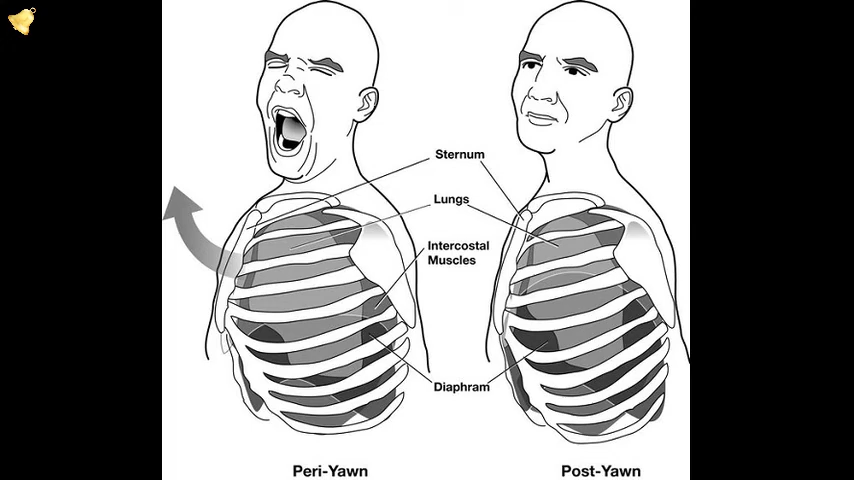 Sternum
Lungs
Intercostal
Muscles
Diaphram
Peri-Yawn
Post-Yawn